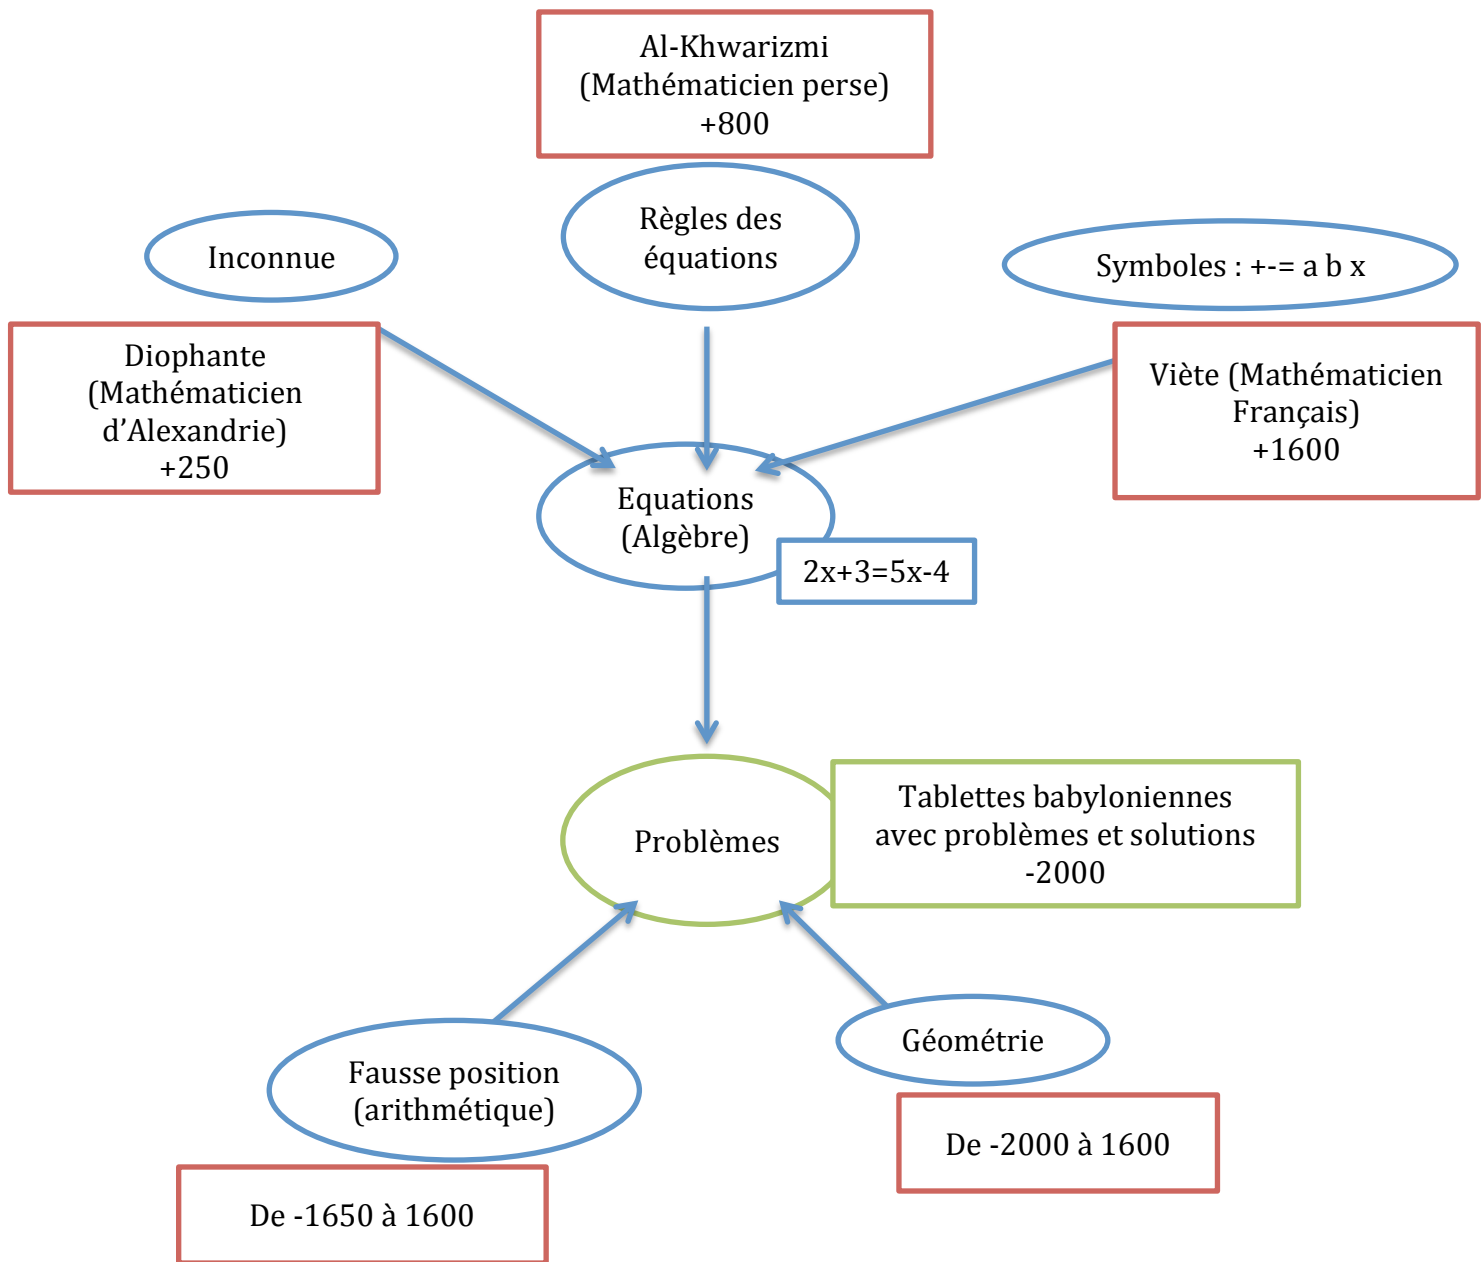 Al-Khwarizmi
(Mathématicien perse)
+800
Règles des
équations
Inconnue
Symboles : +-= a b x
Diophante
(Mathématicien
d’Alexandrie)
+250
Viète (Mathématicien
Français)
+1600
Equations
(Algèbre)
2x+3=5x-4
Problèmes
Tablettes babyloniennes
avec problèmes et solutions
-2000
Fausse position
(arithmétique)
Géométrie
De -2000 à 1600
De -1650 à 1600